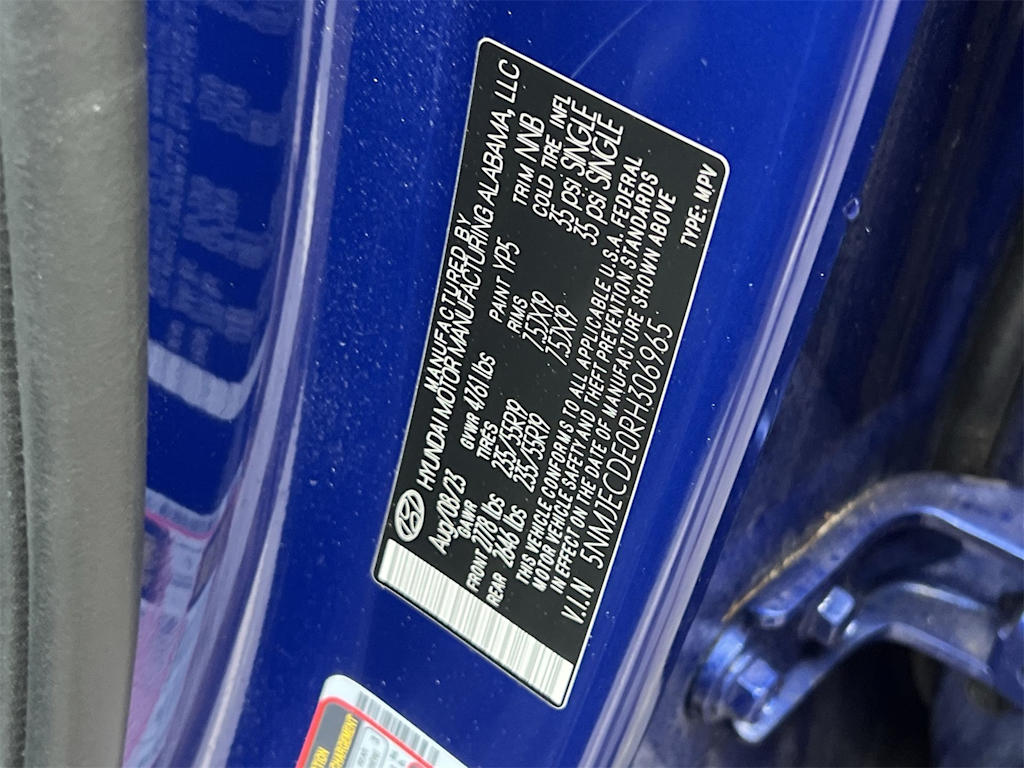 MANUFACTURED BY
HYUNDAI MOTOR MANUFACTURING ALABAMA, LLC
Aug/08/23 GVWR 4761 lbs PAINT YP5 TRIM NNB
GAWR TIRES RIMS COLD TIRE INFL
FRONT 2778 lbs 235/55R19 7.5JX19 35 psi, SINGLE
REAR 2646 lbs 235/55R19 7.5JX19 35 psi, SINGLE
THIS VEHICLE CONFORMS TO ALL APPLICABLE U.S.A. FEDERAL
MOTOR VEHICLE SAFETY AND THEFT PREVENTION STANDARDS
IN EFFECT ON THE DATE OF MANUFACTURE SHOWN ABOVE
V.I.N 5NMJECDE0RH306965 TYPE: MPV